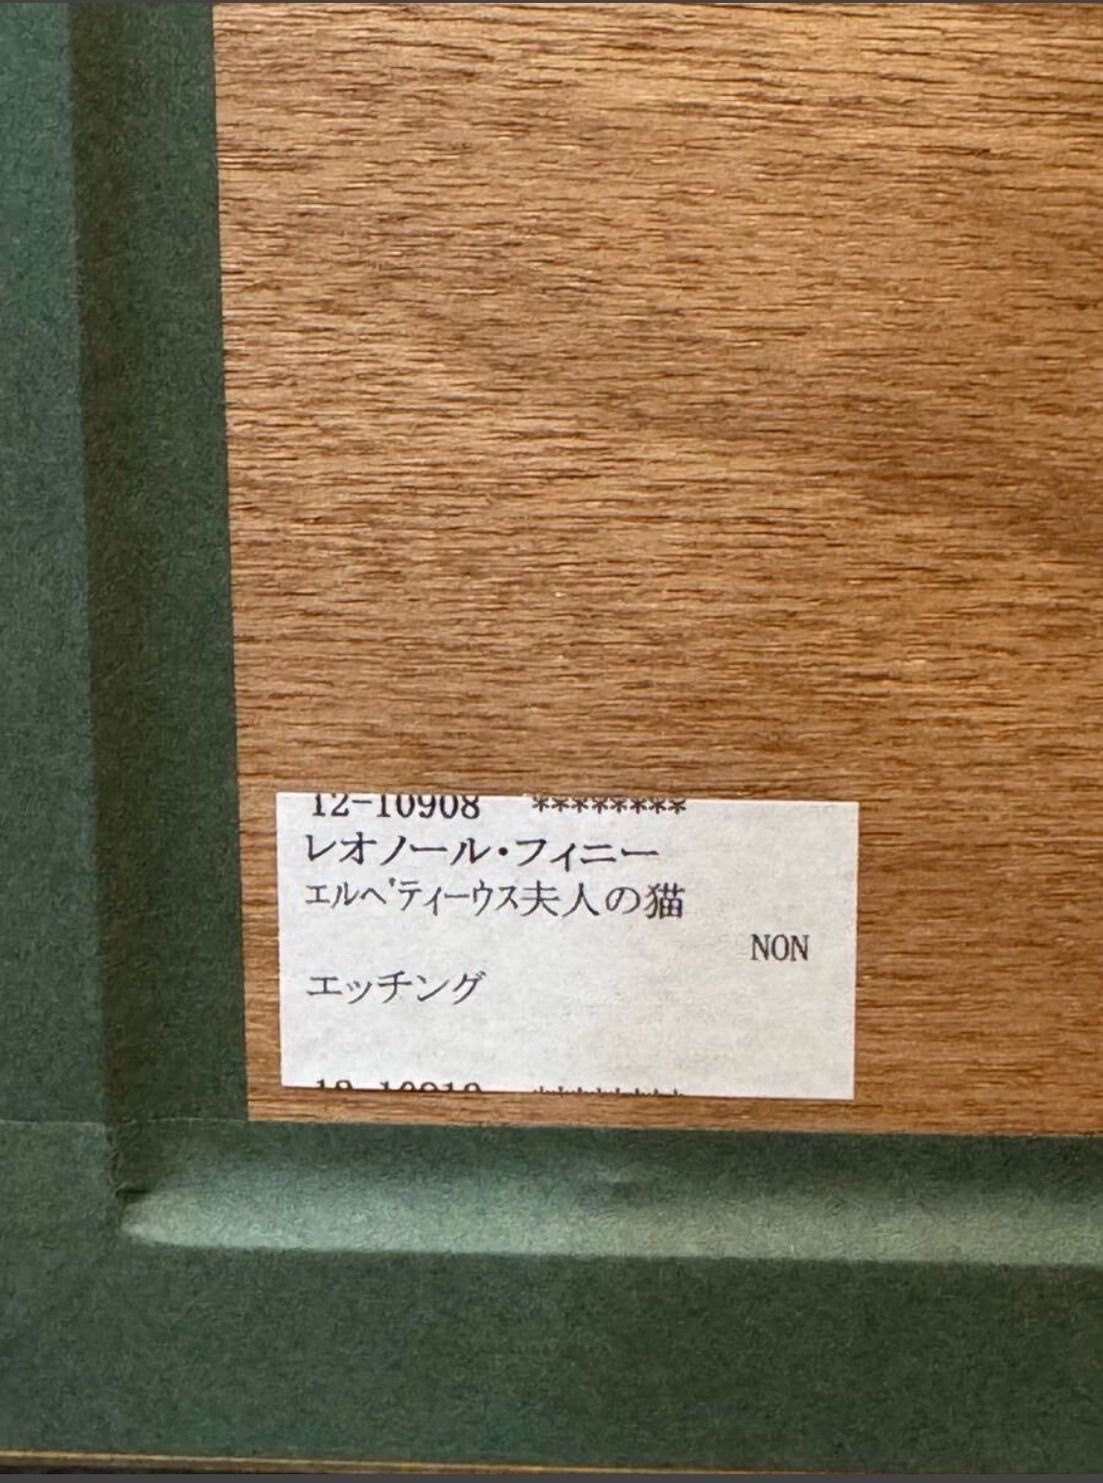 12-10908 ********
レオノール・フィニー
エルベティーウス夫人の猫
NON
エッチング